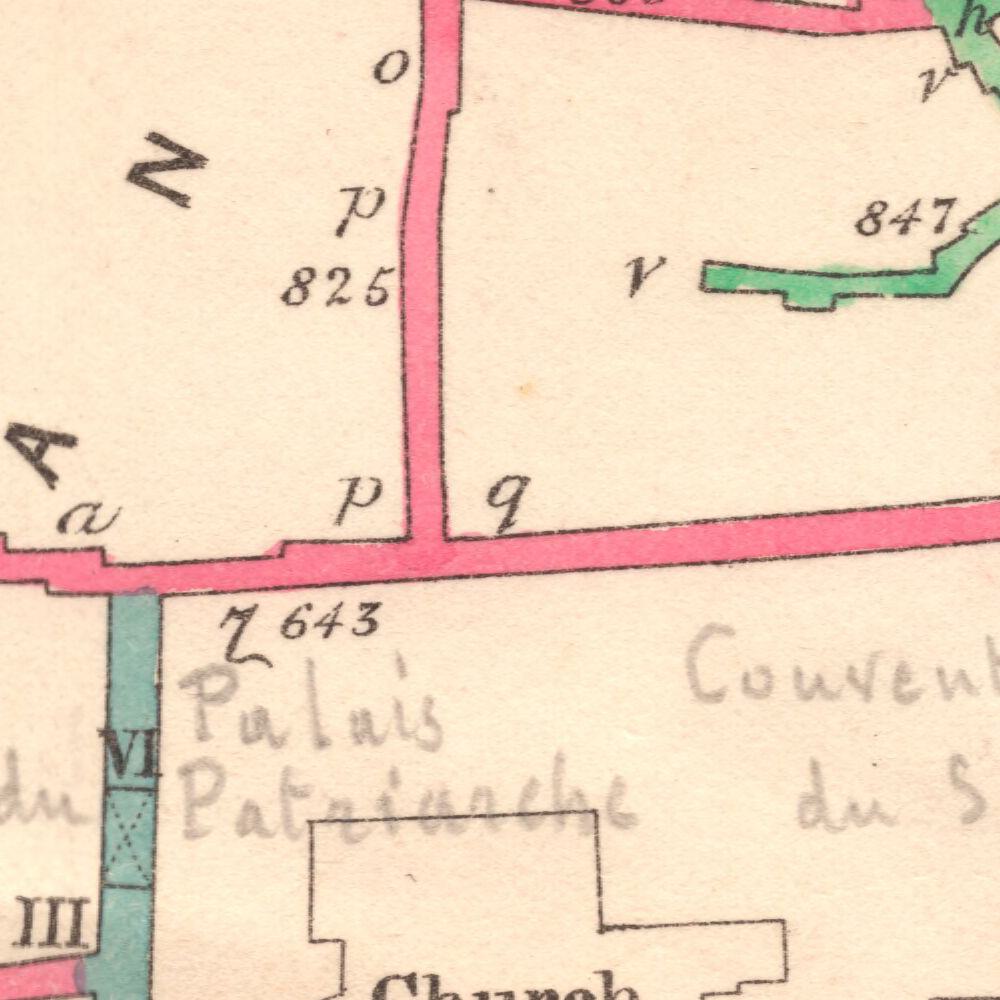 o
h
v
N
p
847
825
v
A
a
p
q
643
Palais
Patriarche
Couvent
du S
du
VI
III
Church